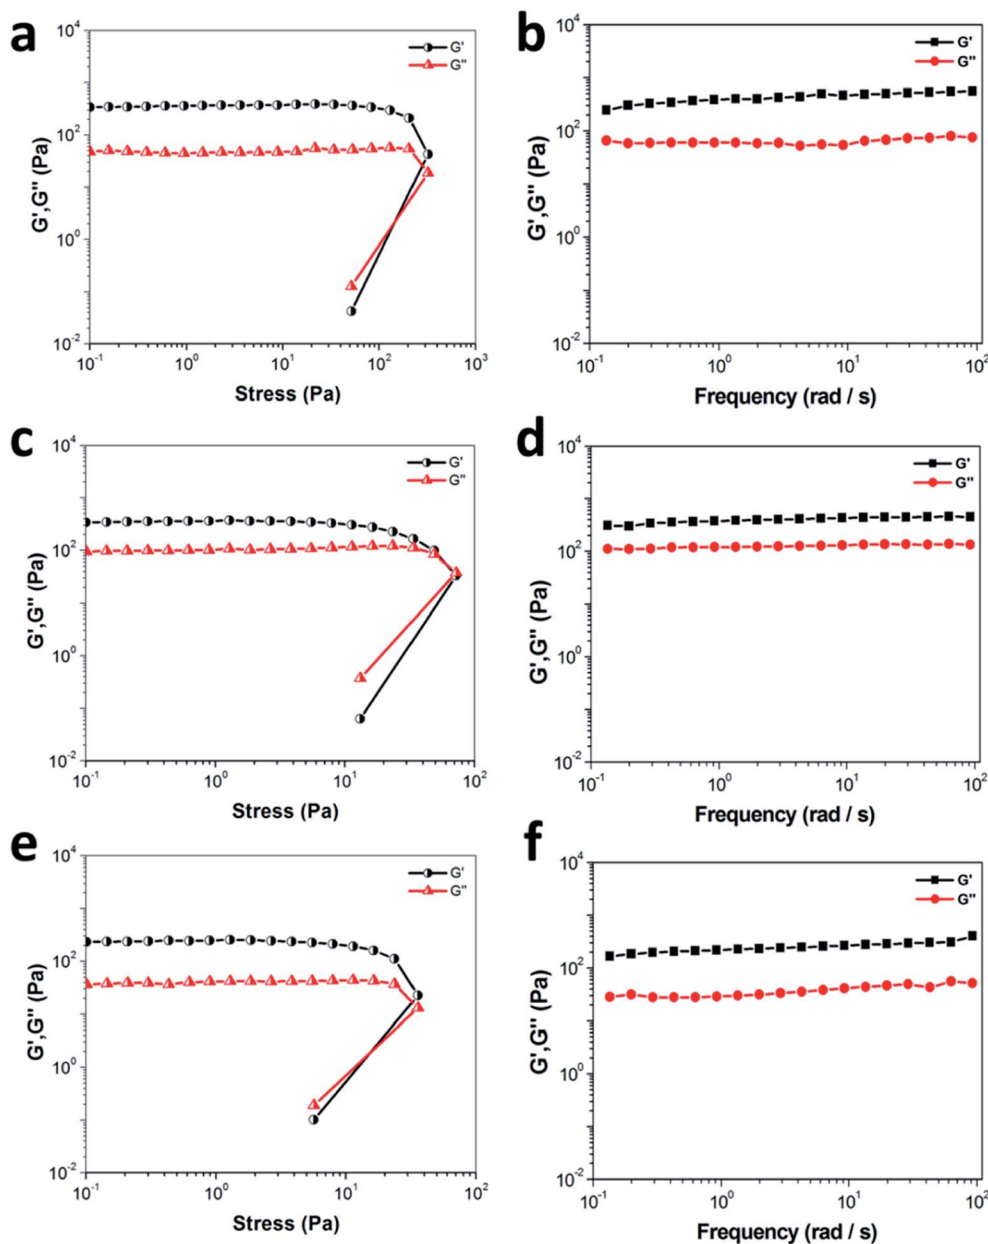 a
10⁴
10²
10⁰
10⁻²
G',G'' (Pa)
G'
G''
10⁻¹ 10⁰ 10¹ 10² 10³
Stress (Pa)
b
10⁴
10²
10⁰
10⁻²
G',G'' (Pa)
G'
G''
10⁻¹ 10⁰ 10¹ 10²
Frequency (rad / s)
c
10⁴
10²
10⁰
10⁻²
G',G'' (Pa)
G'
G''
10⁻¹ 10⁰ 10¹ 10²
Stress (Pa)
d
10⁴
10²
10⁰
10⁻²
G',G'' (Pa)
G'
G''
10⁻¹ 10⁰ 10¹ 10²
Frequency (rad / s)
e
10⁴
10²
10⁰
10⁻²
G',G'' (Pa)
G'
G''
10⁻¹ 10⁰ 10¹ 10²
Stress (Pa)
f
10⁴
10²
10⁰
10⁻²
G',G'' (Pa)
G'
G''
10⁻¹ 10⁰ 10¹ 10²
Frequency (rad / s)